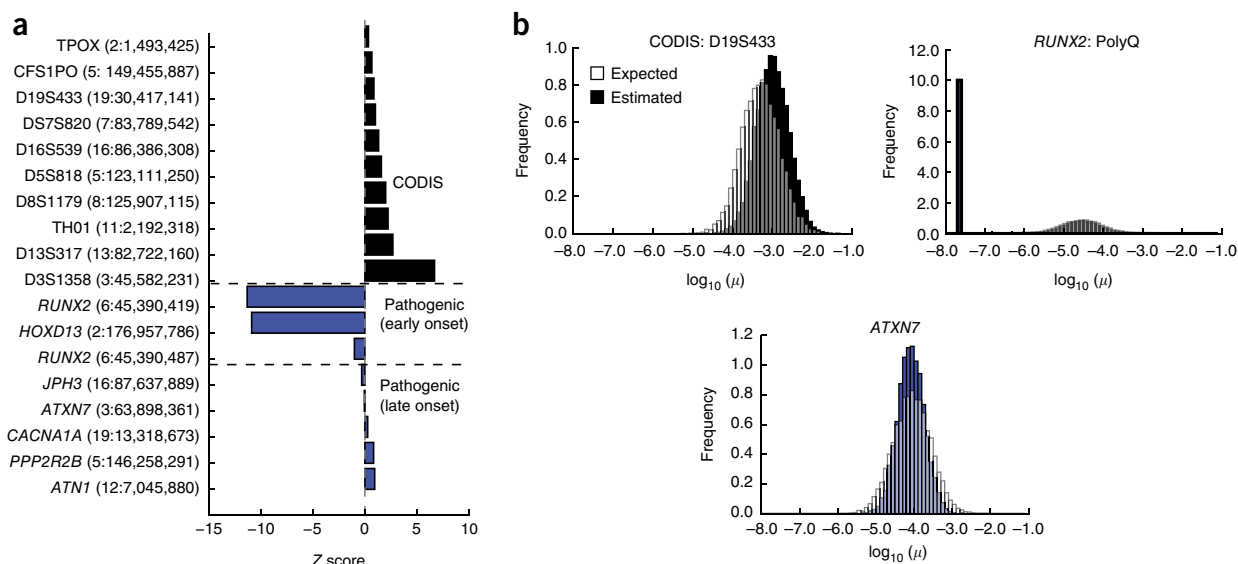 a
TPOX (2:1,493,425)
CFS1PO (5: 149,455,887)
D19S433 (19:30,417,141)
DS7S820 (7:83,789,542)
D16S539 (16:86,386,308)
D5S818 (5:123,111,250)
D8S1179 (8:125,907,115)
TH01 (11:2,192,318)
D13S317 (13:82,722,160)
D3S1358 (3:45,582,231)
RUNX2 (6:45,390,419)
HOXD13 (2:176,957,786)
RUNX2 (6:45,390,487)
JPH3 (16:87,637,889)
ATXN7 (3:63,898,361)
CACNA1A (19:13,318,673)
PPP2R2B (5:146,258,291)
ATN1 (12:7,045,880)
CODIS
Pathogenic
(early onset)
Pathogenic
(late onset)
−15 −10 −5 0 5 10
Z score
b
CODIS: D19S433
Expected
Estimated
Frequency
1.0
0.8
0.6
0.4
0.2
0.0
−8.0 −7.0 −6.0 −5.0 −4.0 −3.0 −2.0 −1.0
log10 (μ)
RUNX2: PolyQ
Frequency
12.0
10.0
8.0
6.0
4.0
2.0
0.0
−8.0 −7.0 −6.0 −5.0 −4.0 −3.0 −2.0 −1.0
log10 (μ)
ATXN7
Frequency
1.2
1.0
0.8
0.6
0.4
0.2
0.0
−8.0 −7.0 −6.0 −5.0 −4.0 −3.0 −2.0 −1.0
log10 (μ)